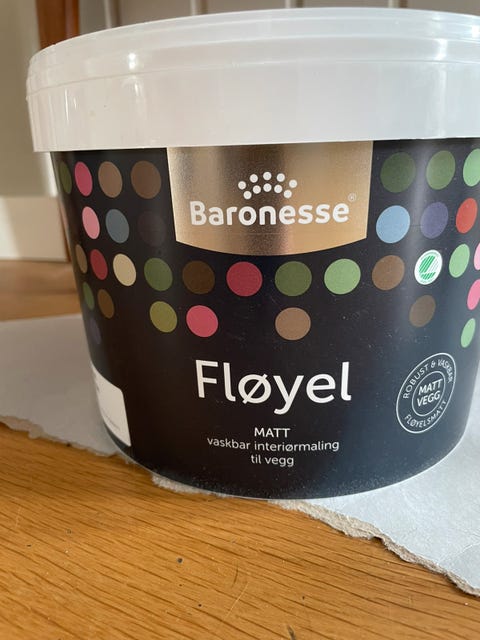 Baronesse®
Fløyel
MATT
vaskbar interiørmaling
til vegg
ROBUST & VASKBAR
MATT
VEGG
FLØYELSMATT